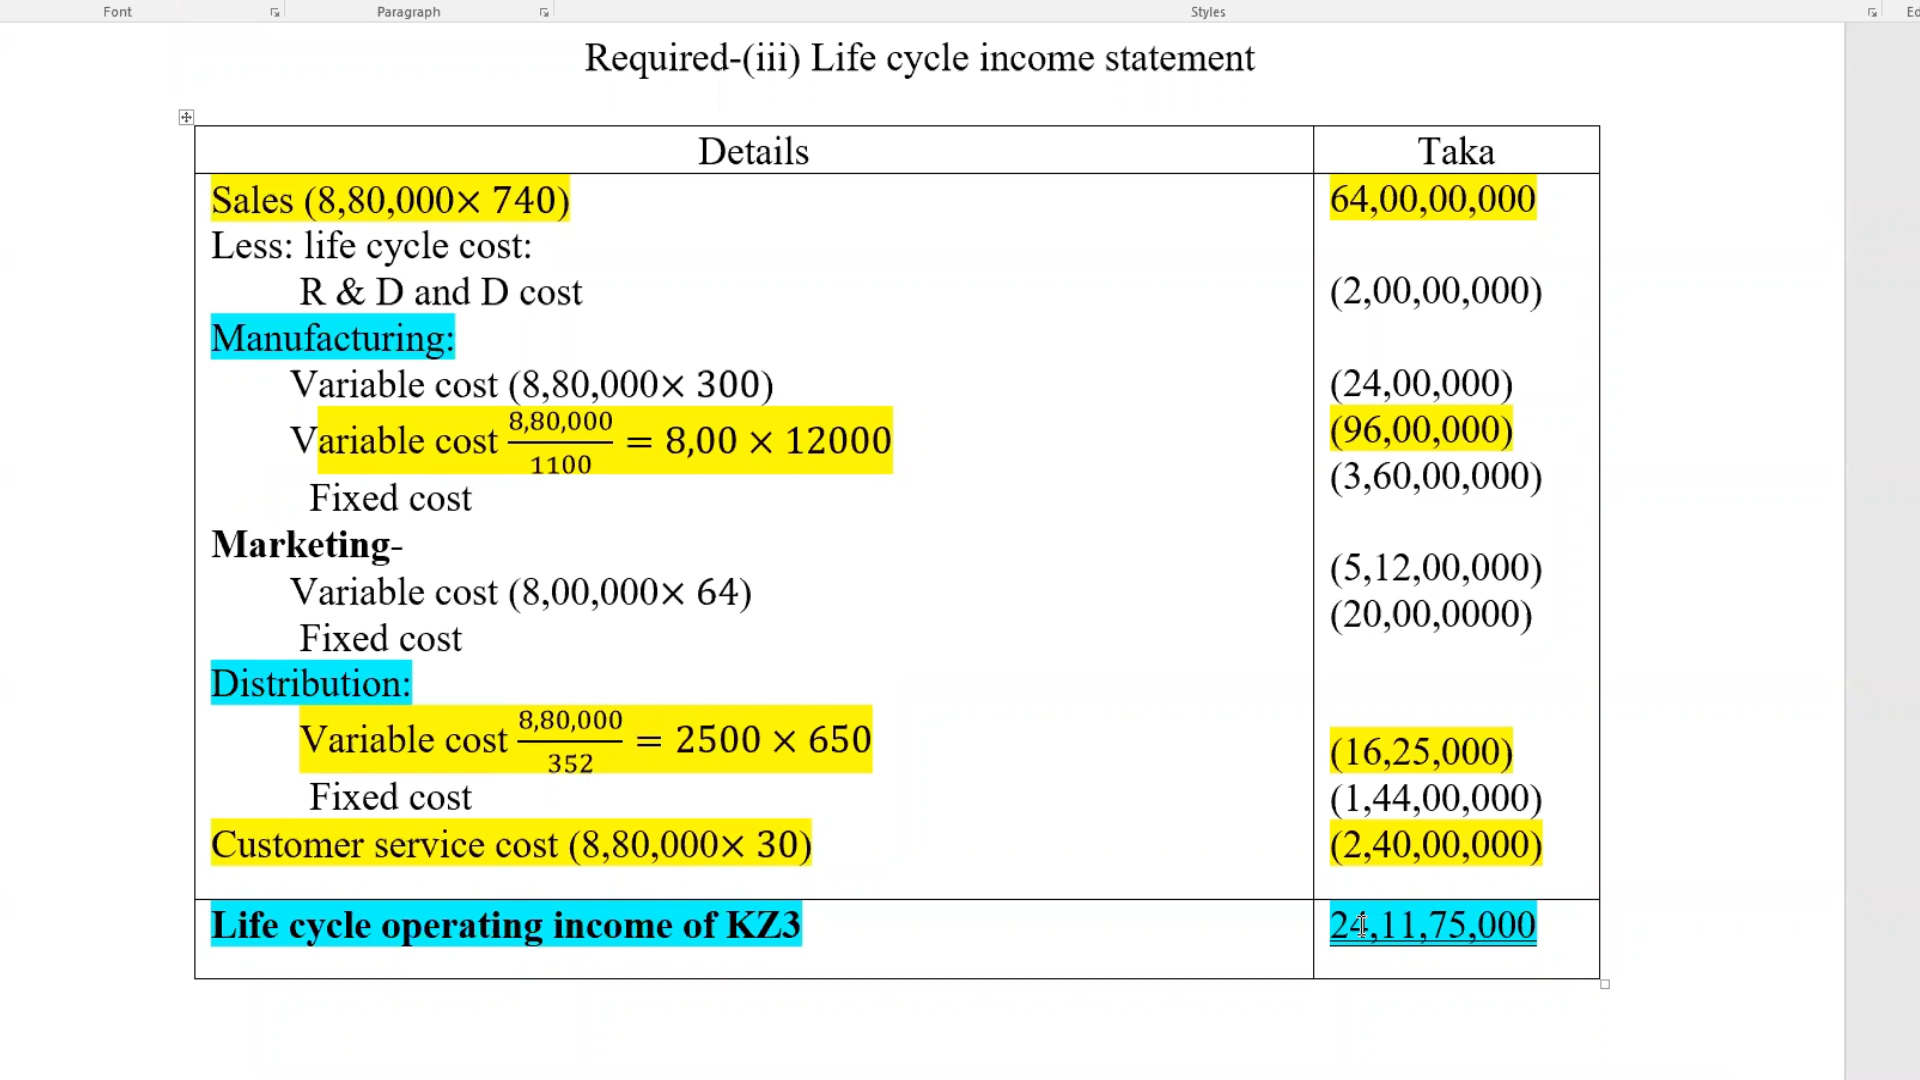 Font Paragraph Styles Ed
Required-(iii) Life cycle income statement
Details Taka
Sales (8,80,000× 740) 64,00,00,000
Less: life cycle cost:
R & D and D cost (2,00,00,000)
Manufacturing:
Variable cost (8,80,000× 300) (24,00,000)
Variable cost 8,80,000/1100 = 8,00 × 12000 (96,00,000)
Fixed cost (3,60,00,000)
Marketing-
Variable cost (8,00,000× 64) (5,12,00,000)
Fixed cost (20,00,0000)
Distribution:
Variable cost 8,80,000/352 = 2500 × 650 (16,25,000)
Fixed cost (1,44,00,000)
Customer service cost (8,80,000× 30) (2,40,00,000)
Life cycle operating income of KZ3 24,11,75,000